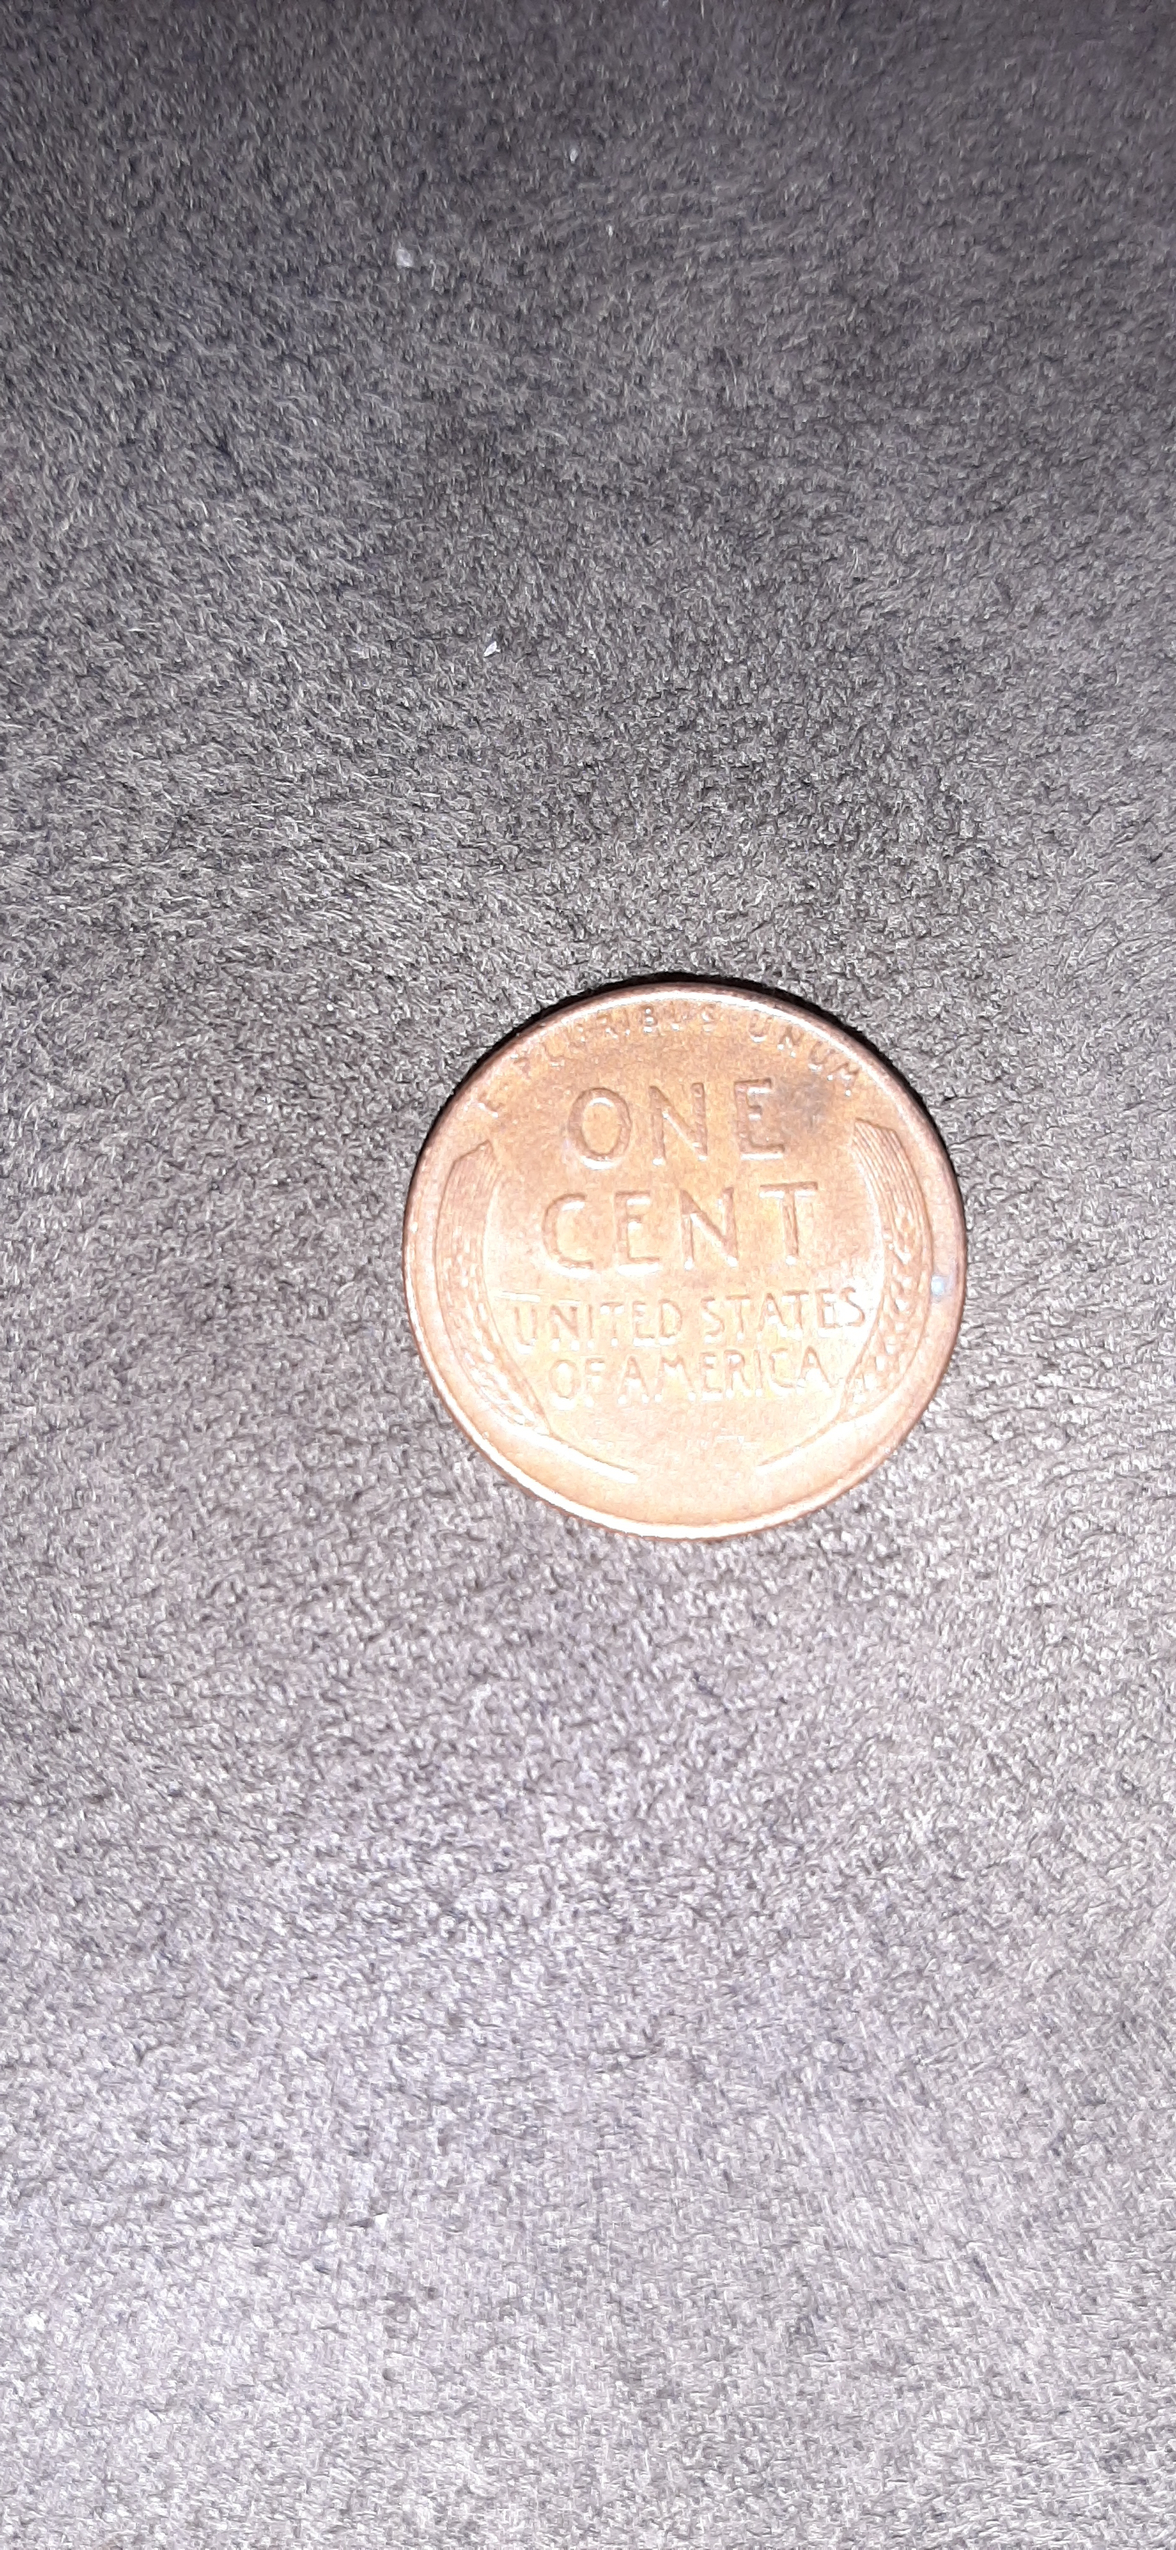 E PLURIBUS UNUM
ONE
CENT
UNITED STATES
OF AMERICA